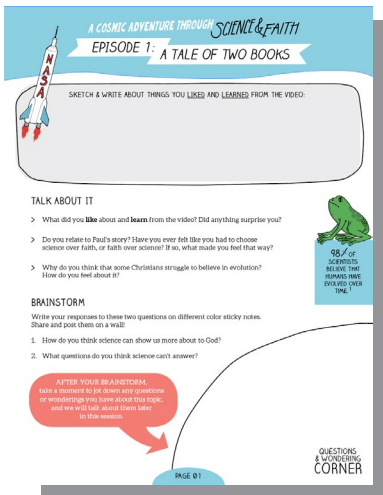 A COSMIC ADVENTURE THROUGH SCIENCE & FAITH
EPISODE 1: A TALE OF TWO BOOKS
NASA
SKETCH & WRITE ABOUT THINGS YOU LIKED AND LEARNED FROM THE VIDEO:
TALK ABOUT IT
> What did you like about and learn from the video? Did anything surprise you?
> Do you relate to Paul's story? Have you ever felt like you had to choose
science over faith, or faith over science? If so, what made you feel that way?
> Why do you think that some Christians struggle to believe in evolution?
How do you feel about it?
98% OF
SCIENTISTS
BELIEVE THAT
HUMANS HAVE
EVOLVED OVER
TIME.1
BRAINSTORM
Write your responses to these two questions on different color sticky notes.
Share and post them on a wall!
1. How do you think science can show us more about to God?
2. What questions do you think science can't answer?
AFTER YOUR BRAINSTORM,
take a moment to jot down any questions
or wonderings you have about this topic,
and we will talk about them later
in this session.
QUESTIONS
& WONDERING
CORNER
PAGE 01